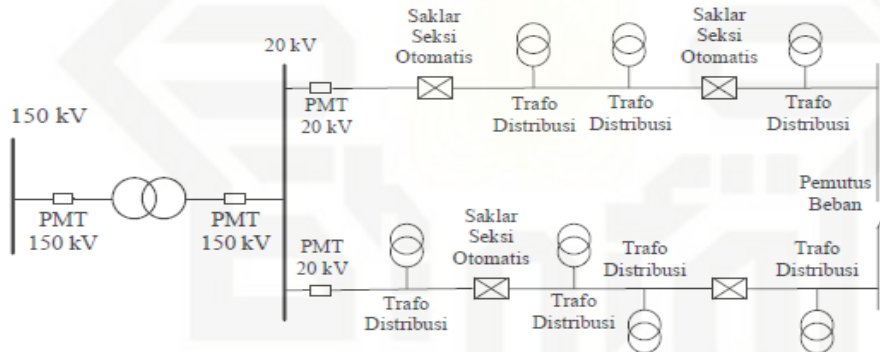 150 kV
PMT
150 kV
PMT
150 kV
20 kV
PMT
20 kV
Saklar
Seksi
Otomatis
Trafo
Distribusi
Trafo
Distribusi
Saklar
Seksi
Otomatis
Trafo
Distribusi
Pemutus
Beban
PMT
20 kV
Trafo
Distribusi
Saklar
Seksi
Otomatis
Trafo
Distribusi
Trafo
Distribusi
Trafo
Distribusi